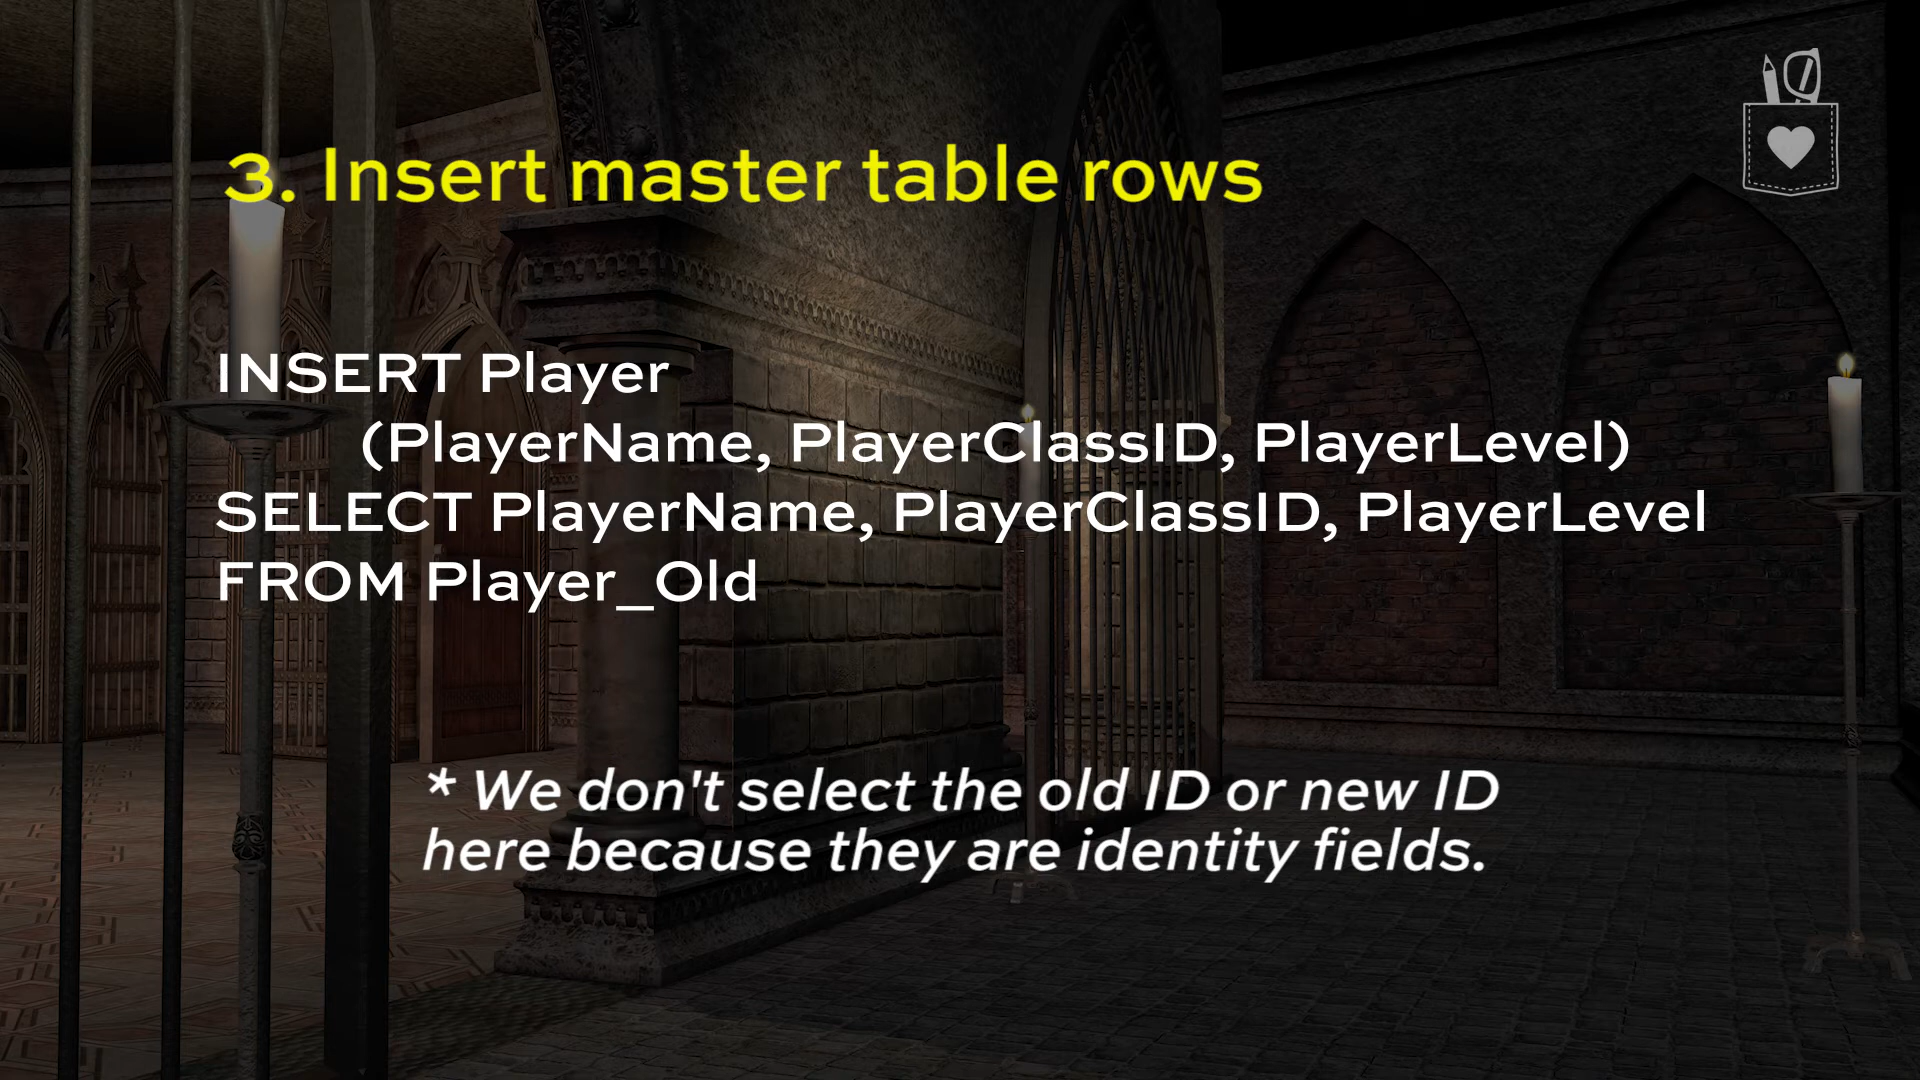 3. Insert master table rows
INSERT Player
(PlayerName, PlayerClassID, PlayerLevel)
SELECT PlayerName, PlayerClassID, PlayerLevel
FROM Player_Old
* We don't select the old ID or new ID
here because they are identity fields.